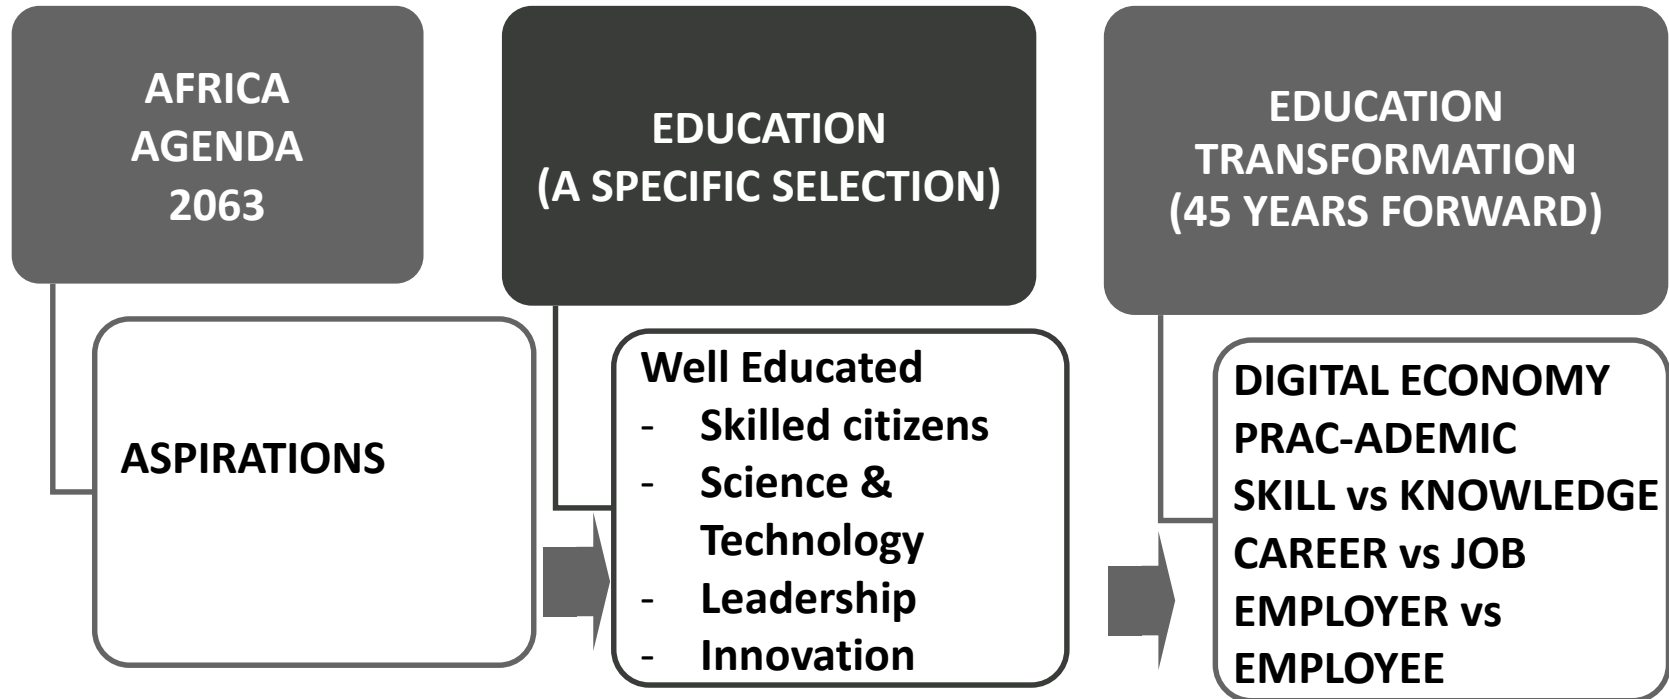 AFRICA
AGENDA
2063
ASPIRATIONS
EDUCATION
(A SPECIFIC SELECTION)
Well Educated
- Skilled citizens
- Science &
Technology
- Leadership
- Innovation
EDUCATION
TRANSFORMATION
(45 YEARS FORWARD)
DIGITAL ECONOMY
PRAC-ADEMIC
SKILL vs KNOWLEDGE
CAREER vs JOB
EMPLOYER vs
EMPLOYEE